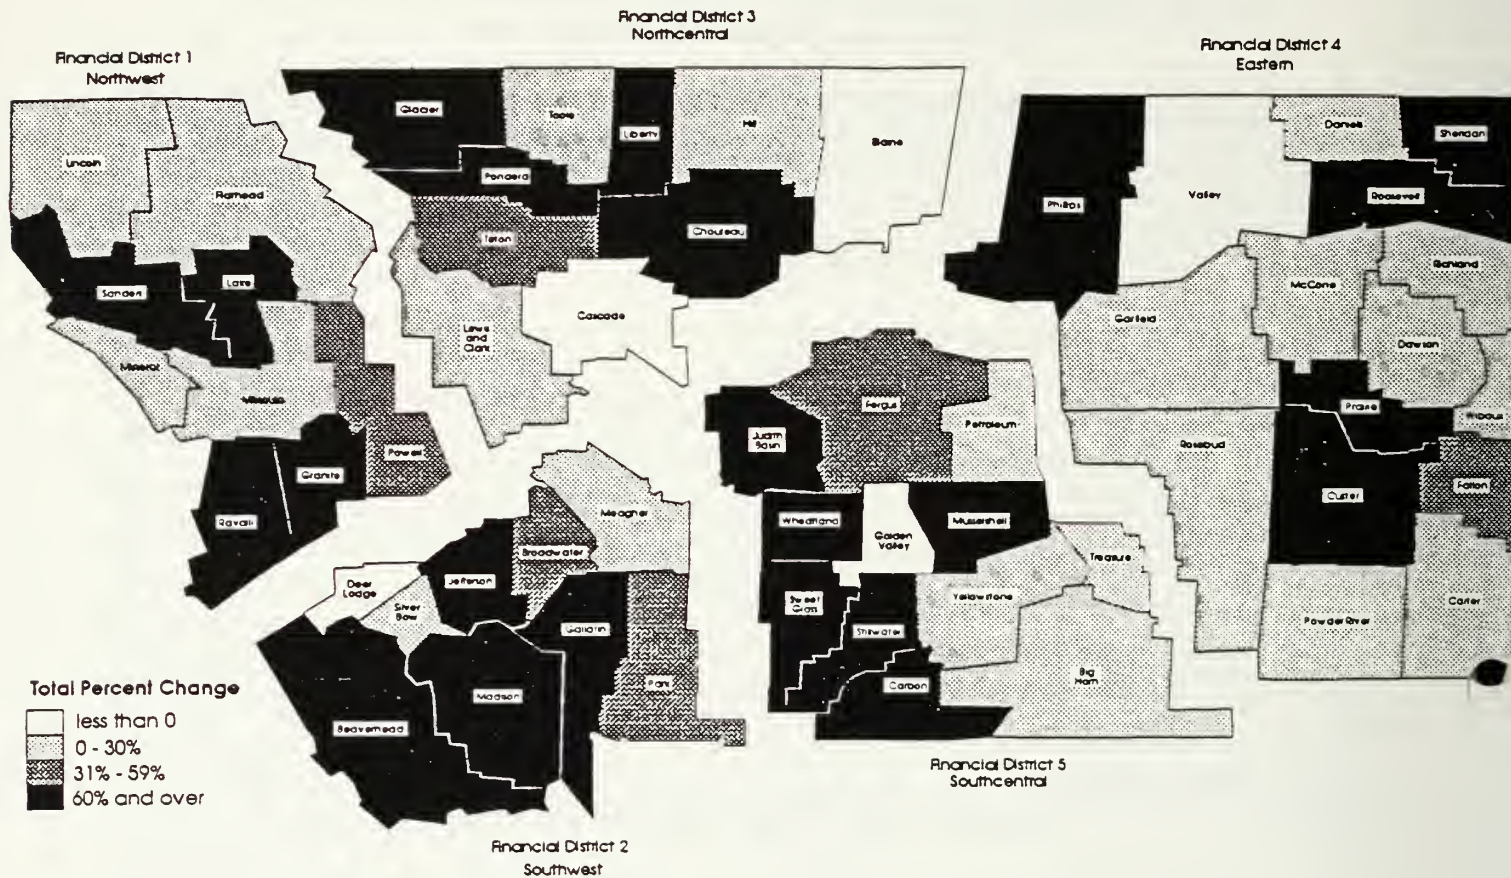 Financial District 3
Northcentral
Financial District 1
Northwest
Financial District 4
Eastern
Glacier
Toole
Liberty
Hill
Blaine
Daniels
Sheridan
Lincoln
Flathead
Pondera
Phillips
Valley
Roosevelt
Teton
Chouteau
Richland
Sanders
Lake
McCone
Garfield
Cascade
Lewis
and
Clark
Dawson
Mineral
Missoula
Fergus
Prairie
Wibaux
Judith
Basin
Petroleum
Rosebud
Powell
Granite
Fallon
Custer
Ravalli
Meagher
Wheatland
Musselshell
Golden
Valley
Broadwater
Treasure
Deer
Lodge
Jefferson
Yellowstone
Sweet
Grass
Silver
Bow
Carter
Powder River
Gallatin
Stillwater
Big
Horn
Park
Carbon
Madison
Beaverhead
Total Percent Change
less than 0
0 - 30%
31% - 59%
60% and over
Financial District 5
Southcentral
Financial District 2
Southwest